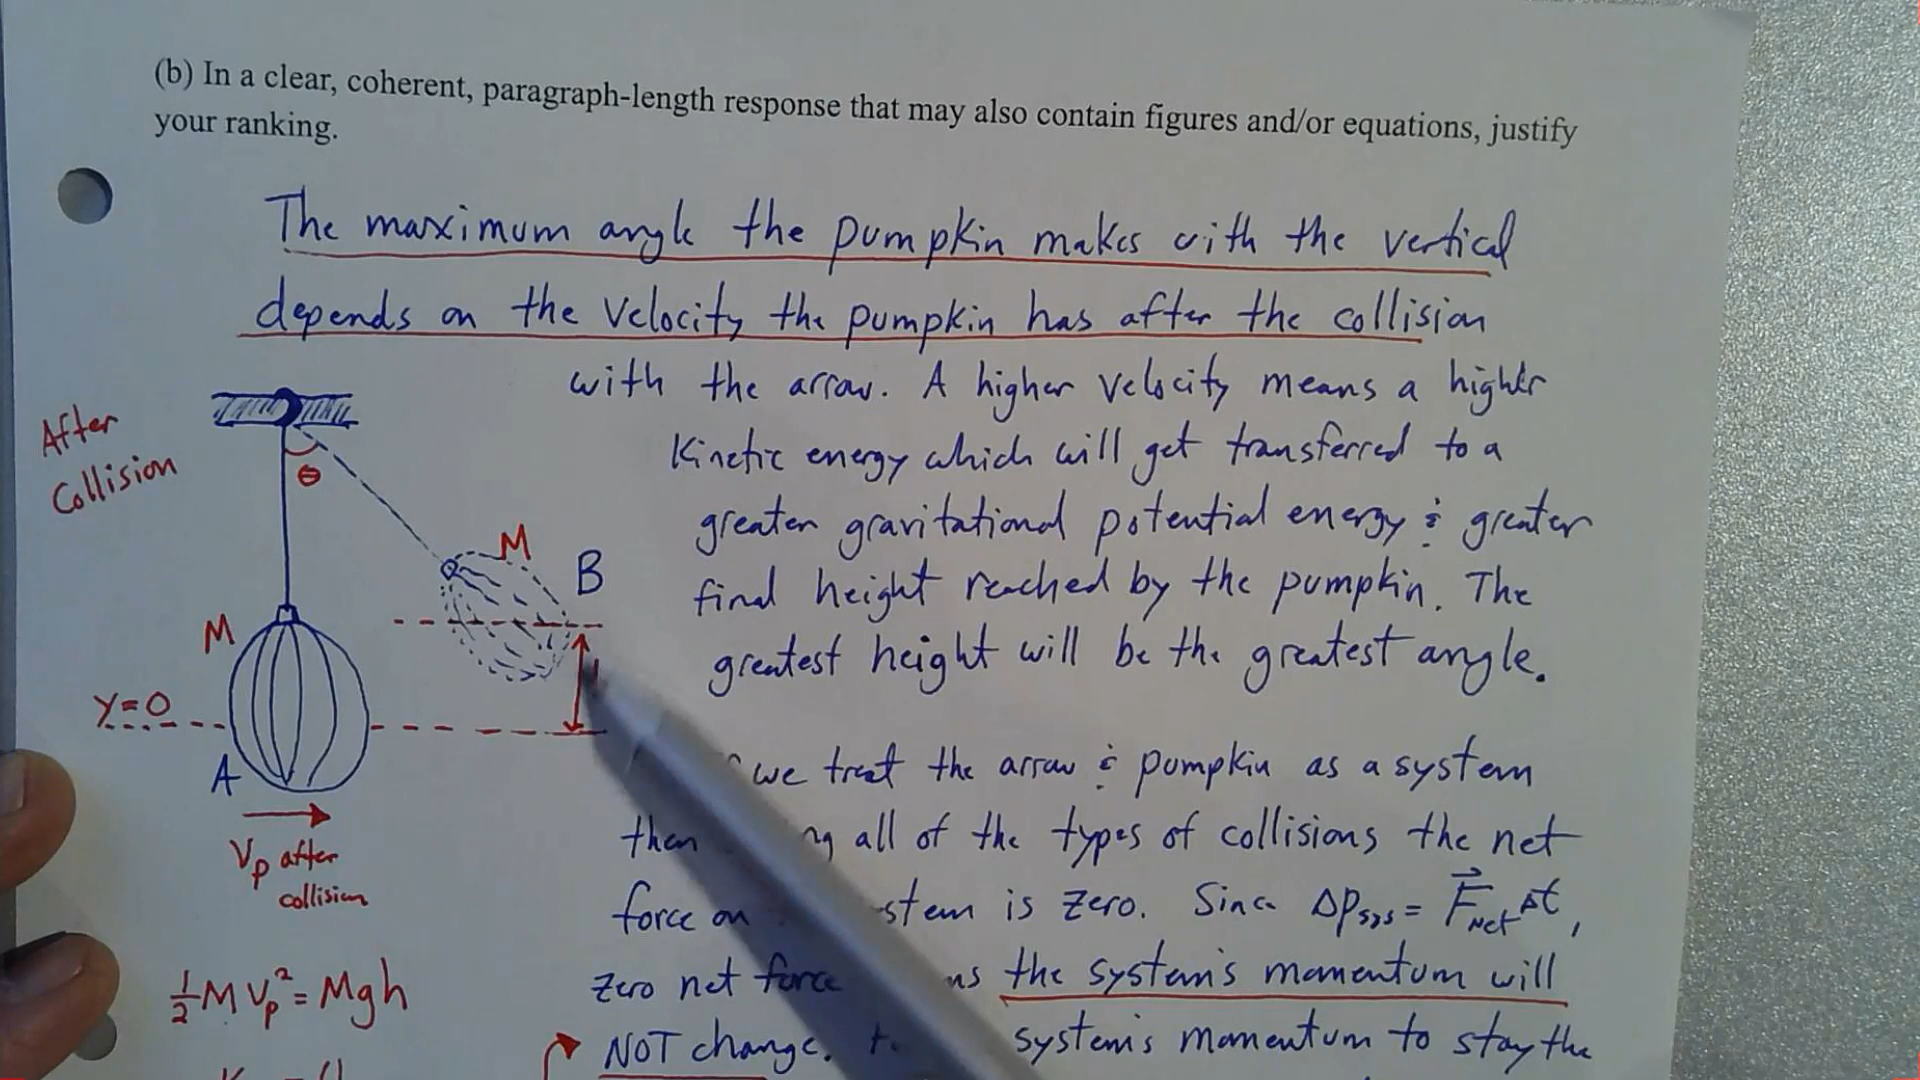 (b) In a clear, coherent, paragraph-length response that may also contain figures and/or equations, justify
your ranking.
The maximum angle the pumpkin makes with the vertical
depends on the velocity the pumpkin has after the collision
with the arrow. A higher velocity means a higher
Kinetic energy which will get transferred to a
greater gravitational potential energy & greater
final height reached by the pumpkin. The
greatest height will be the greatest angle.
After
Collision
θ
M
B
M
y=0
A
Vp after
collision
½MVp²=Mgh
we treat the arrow & pumpkin as a system
then all of the types of collisions the net
force on is zero. Since Δpsys = F⃗Net Δt,
zero net force the system's momentum will
NOT change. system's momentum to stay the